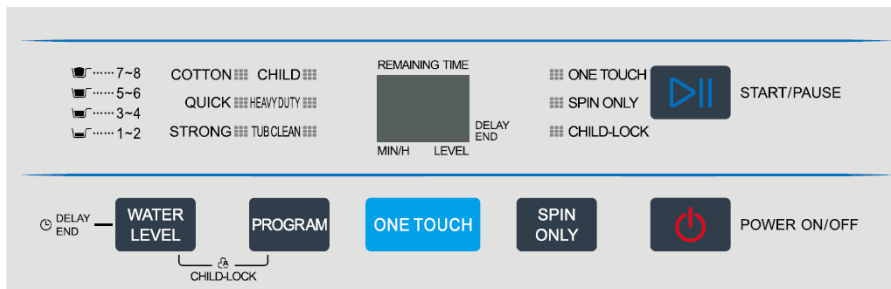 7~8
5~6
3~4
1~2
COTTON CHILD
QUICK HEAVY DUTY
STRONG TUB CLEAN
REMAINING TIME
DELAY
END
MIN/H LEVEL
ONE TOUCH
SPIN ONLY
CHILD-LOCK
START/PAUSE
DELAY
END
WATER
LEVEL
PROGRAM
CHILD-LOCK
ONE TOUCH
SPIN
ONLY
POWER ON/OFF